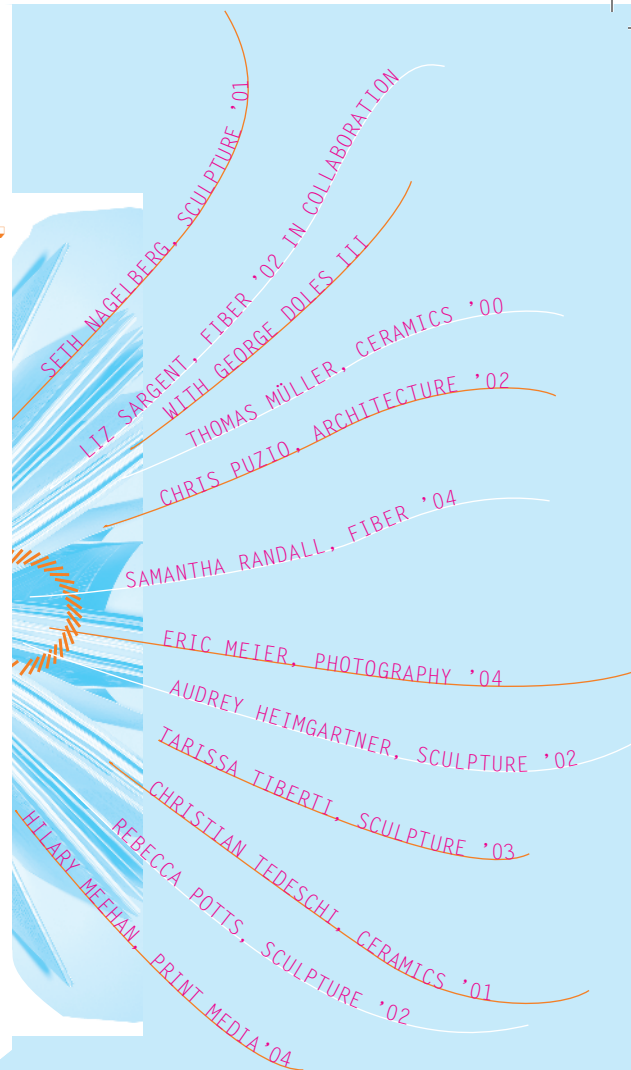 SETH NAGELBERG, SCULPTURE '01
LIZ SARGENT, FIBER '02 IN COLLABORATION
WITH GEORGE DOLES III
THOMAS MÜLLER, CERAMICS '00
CHRIS PUZIO, ARCHITECTURE '02
SAMANTHA RANDALL, FIBER '04
ERIC MEIER, PHOTOGRAPHY '04
AUDREY HEIMGARTNER, SCULPTURE '02
TARISSA TIBERTI, SCULPTURE '03
CHRISTIAN TEDESCHI, CERAMICS '01
REBECCA POTTS, SCULPTURE '02
HILARY MEEHAN, PRINT MEDIA'04